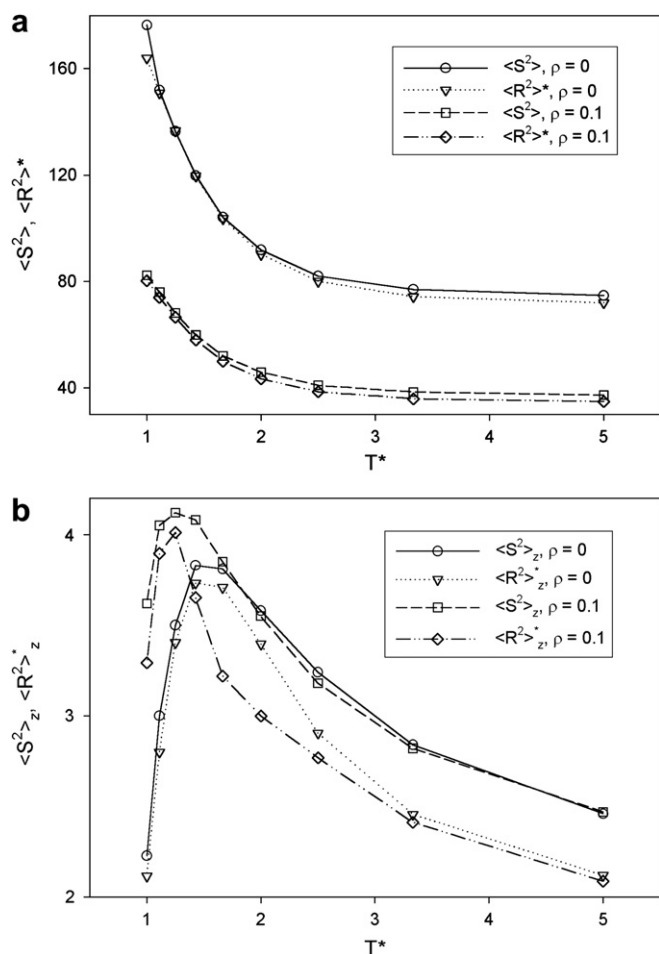 a
160
120
80
40
<S²>, <R²>*
<S²>, ρ = 0
<R²>*, ρ = 0
<S²>, ρ = 0.1
<R²>*, ρ = 0.1
1 2 3 4 5
T*
b
4
3
2
<S²>z, <R²>*z
<S²>z, ρ = 0
<R²>*z, ρ = 0
<S²>z, ρ = 0.1
<R²>*z, ρ = 0.1
1 2 3 4 5
T*